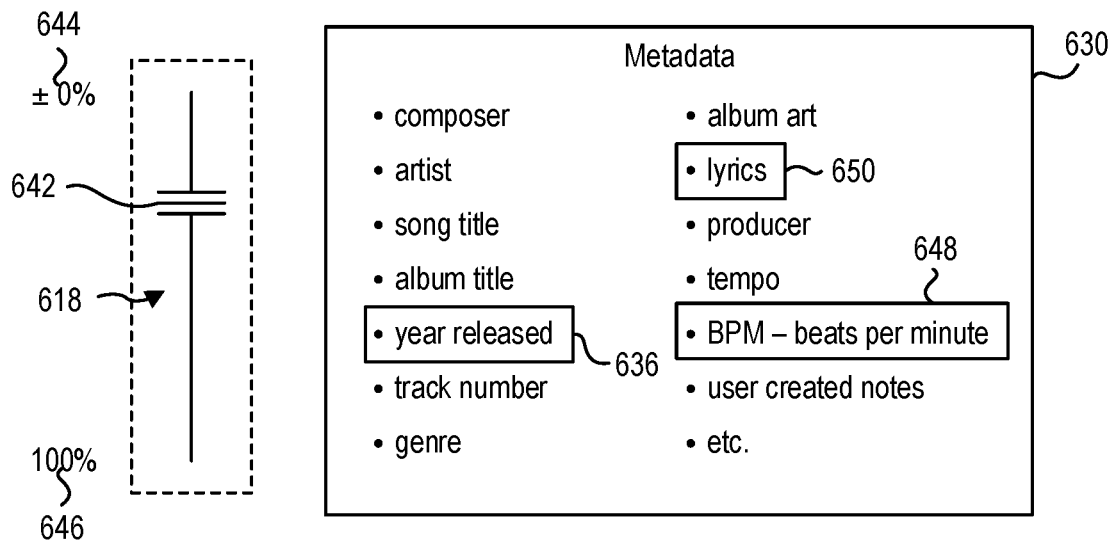 644
± 0%
642
618
100%
646
Metadata
630
• composer
• artist
• song title
• album title
• year released
636
• track number
• genre
• album art
• lyrics
650
• producer
648
• tempo
• BPM – beats per minute
• user created notes
• etc.